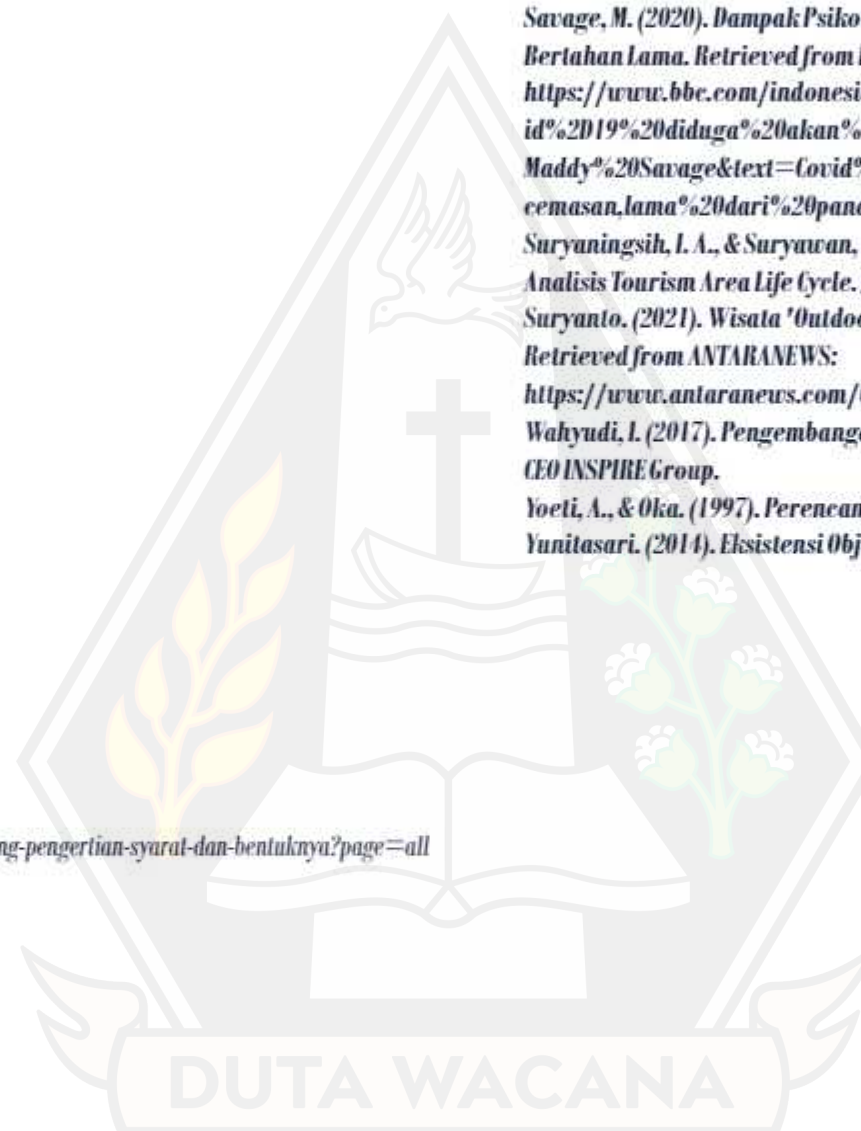 Savage, M. (2020). Dampak Psiko
Bertahan Lama. Retrieved from
https://www.bbc.com/indonesi
id%2D19%20diduga%20akan%
Maddy%20Savage&text=Covid%
cemasan,lama%20dari%20pand
Suryaningsih, I. A., & Suryawan,
Analisis Tourism Area Life Cycle.
Suryanto. (2021). Wisata 'Outdoo
Retrieved from ANTARANEWS:
https://www.antaranews.com/
Wahyudi, I. (2017). Pengembang
CEO INSPIRE Group.
Yoeti, A., & Oka. (1997). Perencan
Yunitasari. (2014). Eksistensi Obj
ng-pengertian-syarat-dan-bentuknya?page=all
DUTA WACANA